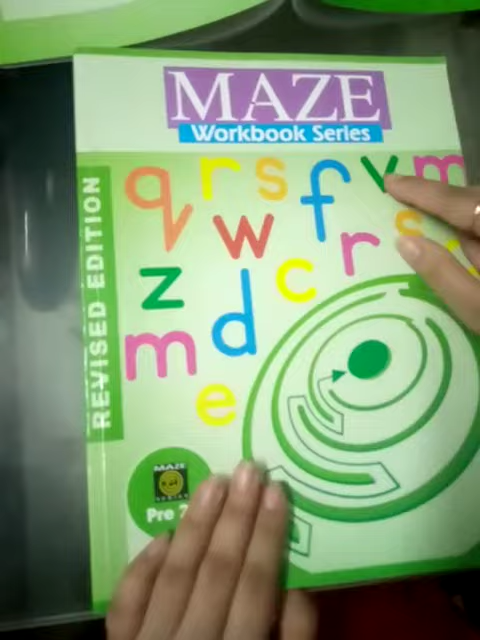 MAZE
Workbook Series
REVISED EDITION
q r s f v m
w r s
z d c
m
e
MAZE
SERIES
Pre